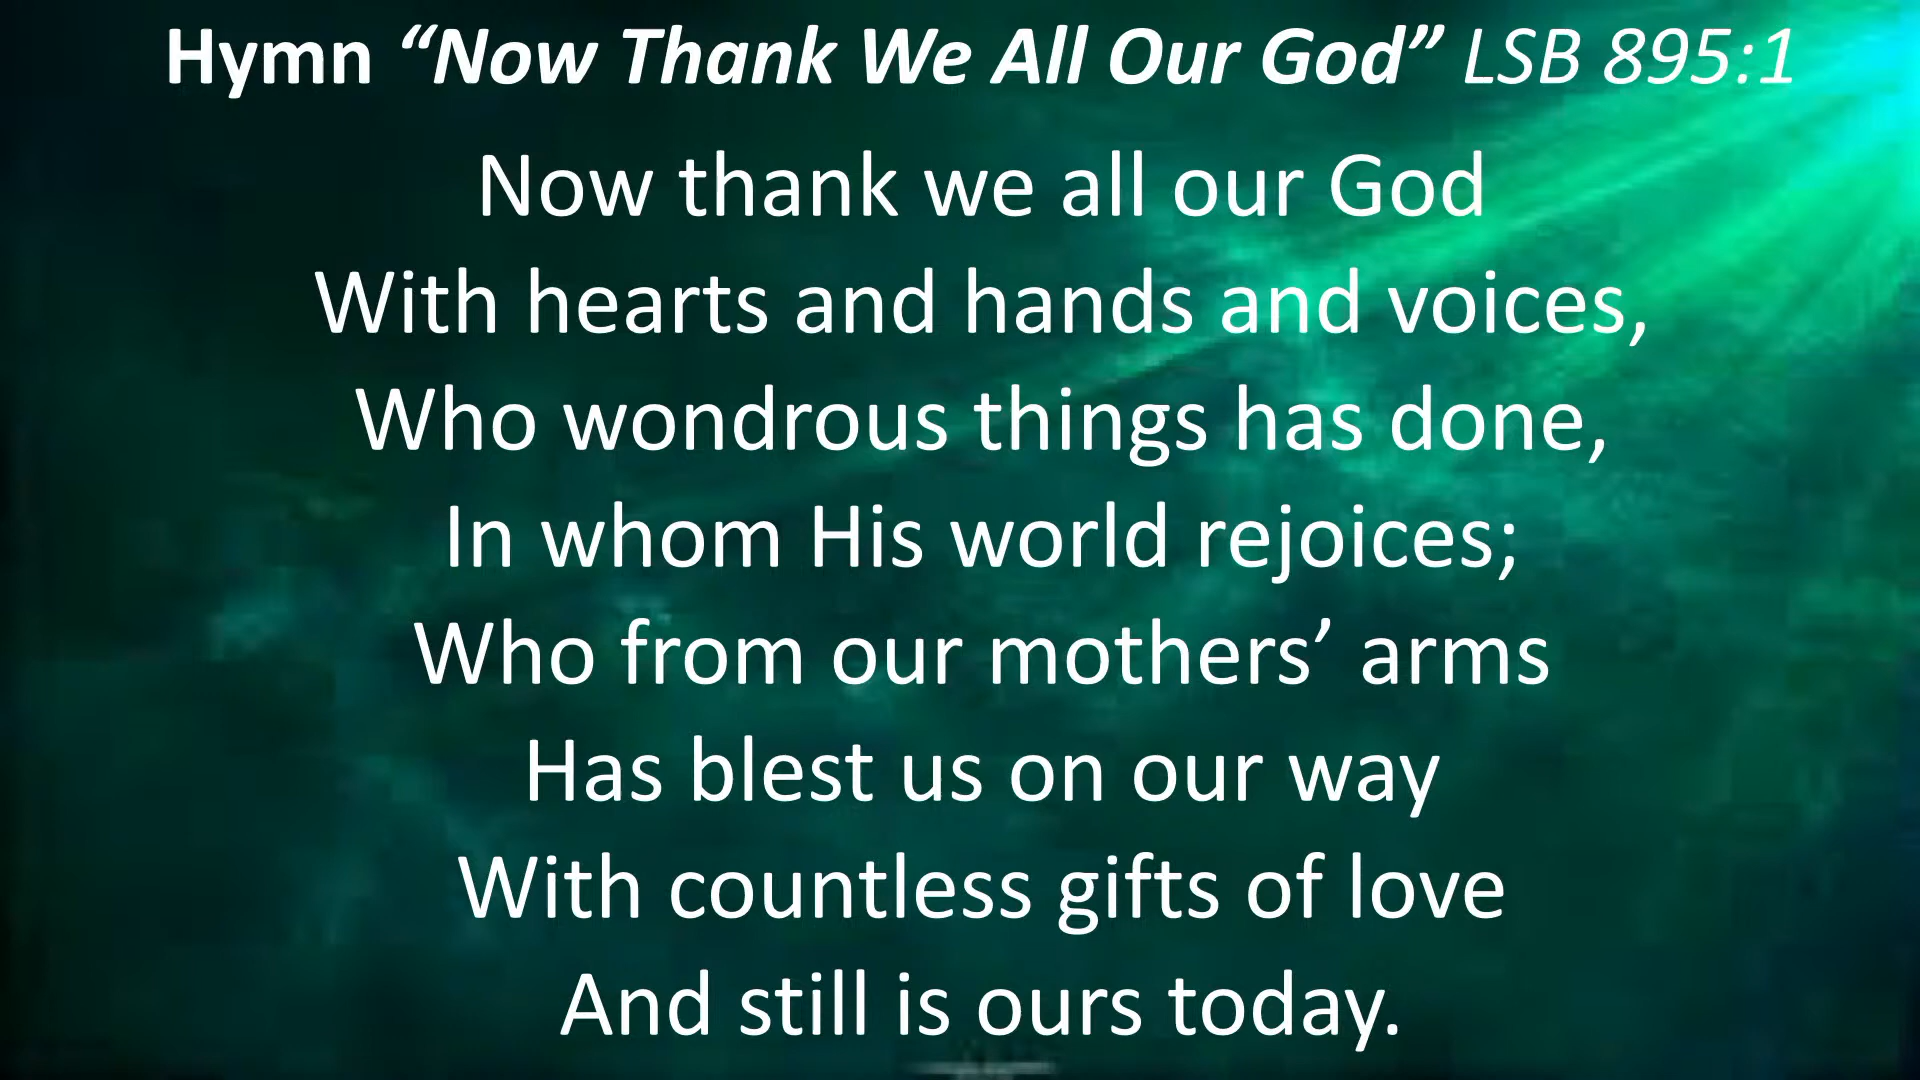 Hymn “Now Thank We All Our God” LSB 895:1
Now thank we all our God
With hearts and hands and voices,
Who wondrous things has done,
In whom His world rejoices;
Who from our mothers’ arms
Has blest us on our way
With countless gifts of love
And still is ours today.